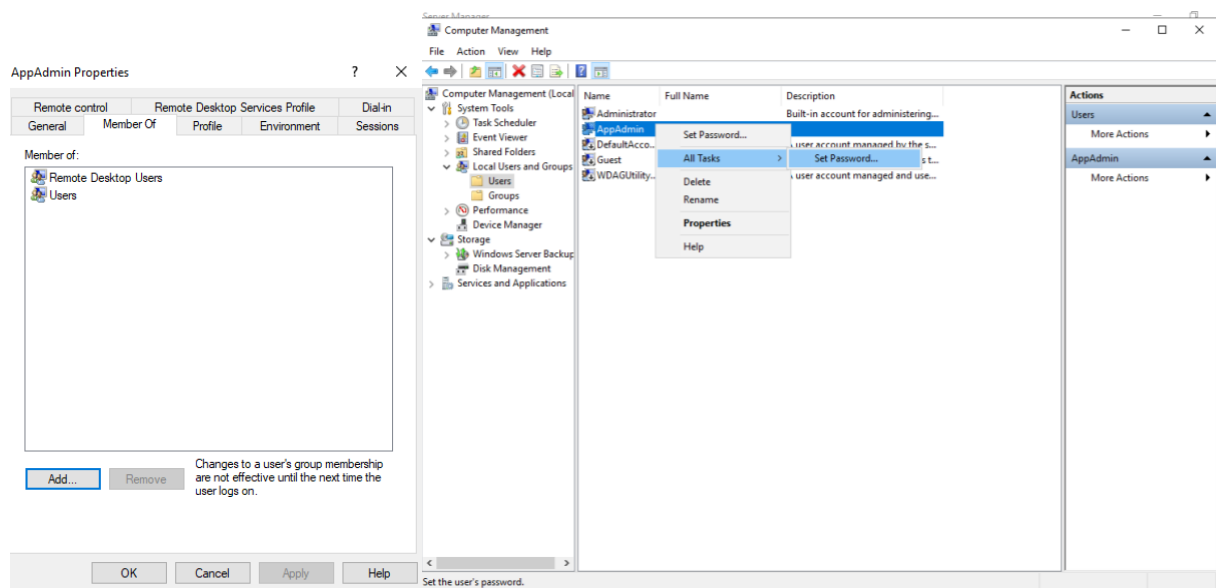 AppAdmin Properties
?
Remote control Remote Desktop Services Profile Dial-in
General Member Of Profile Environment Sessions
Member of:
Remote Desktop Users
Users
Add... Remove
Changes to a user's group membership
are not effective until the next time the
user logs on.
OK Cancel Apply Help
Server Manager
Computer Management
File Action View Help
Computer Management (Local
System Tools
Task Scheduler
Event Viewer
Shared Folders
Local Users and Groups
Users
Groups
Performance
Device Manager
Storage
Windows Server Backup
Disk Management
Services and Applications
Name Full Name Description
Administrator Built-in account for administering...
AppAdmin
DefaultAcco... A user account managed by the s...
Guest s t...
WDAGUtility... A user account managed and use...
Set Password...
All Tasks
Set Password...
Delete
Rename
Properties
Help
Actions
Users
More Actions
AppAdmin
More Actions
Set the user's password.